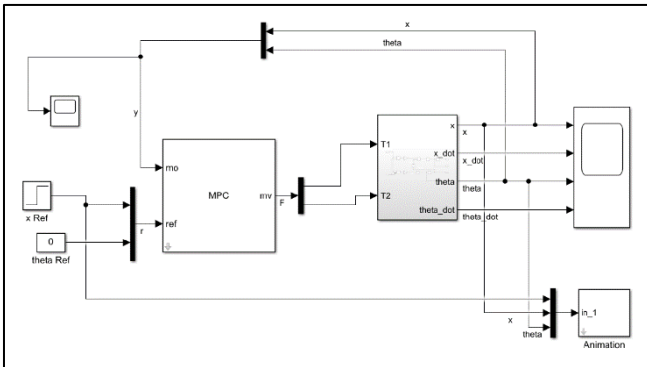 x
theta
y
mo
MPC
mv
ref
F
x Ref
0
theta Ref
r
T1
T2
x
x
x_dot
x_dot
theta
theta
theta_dot
theta_dot
x
theta
in_1
Animation